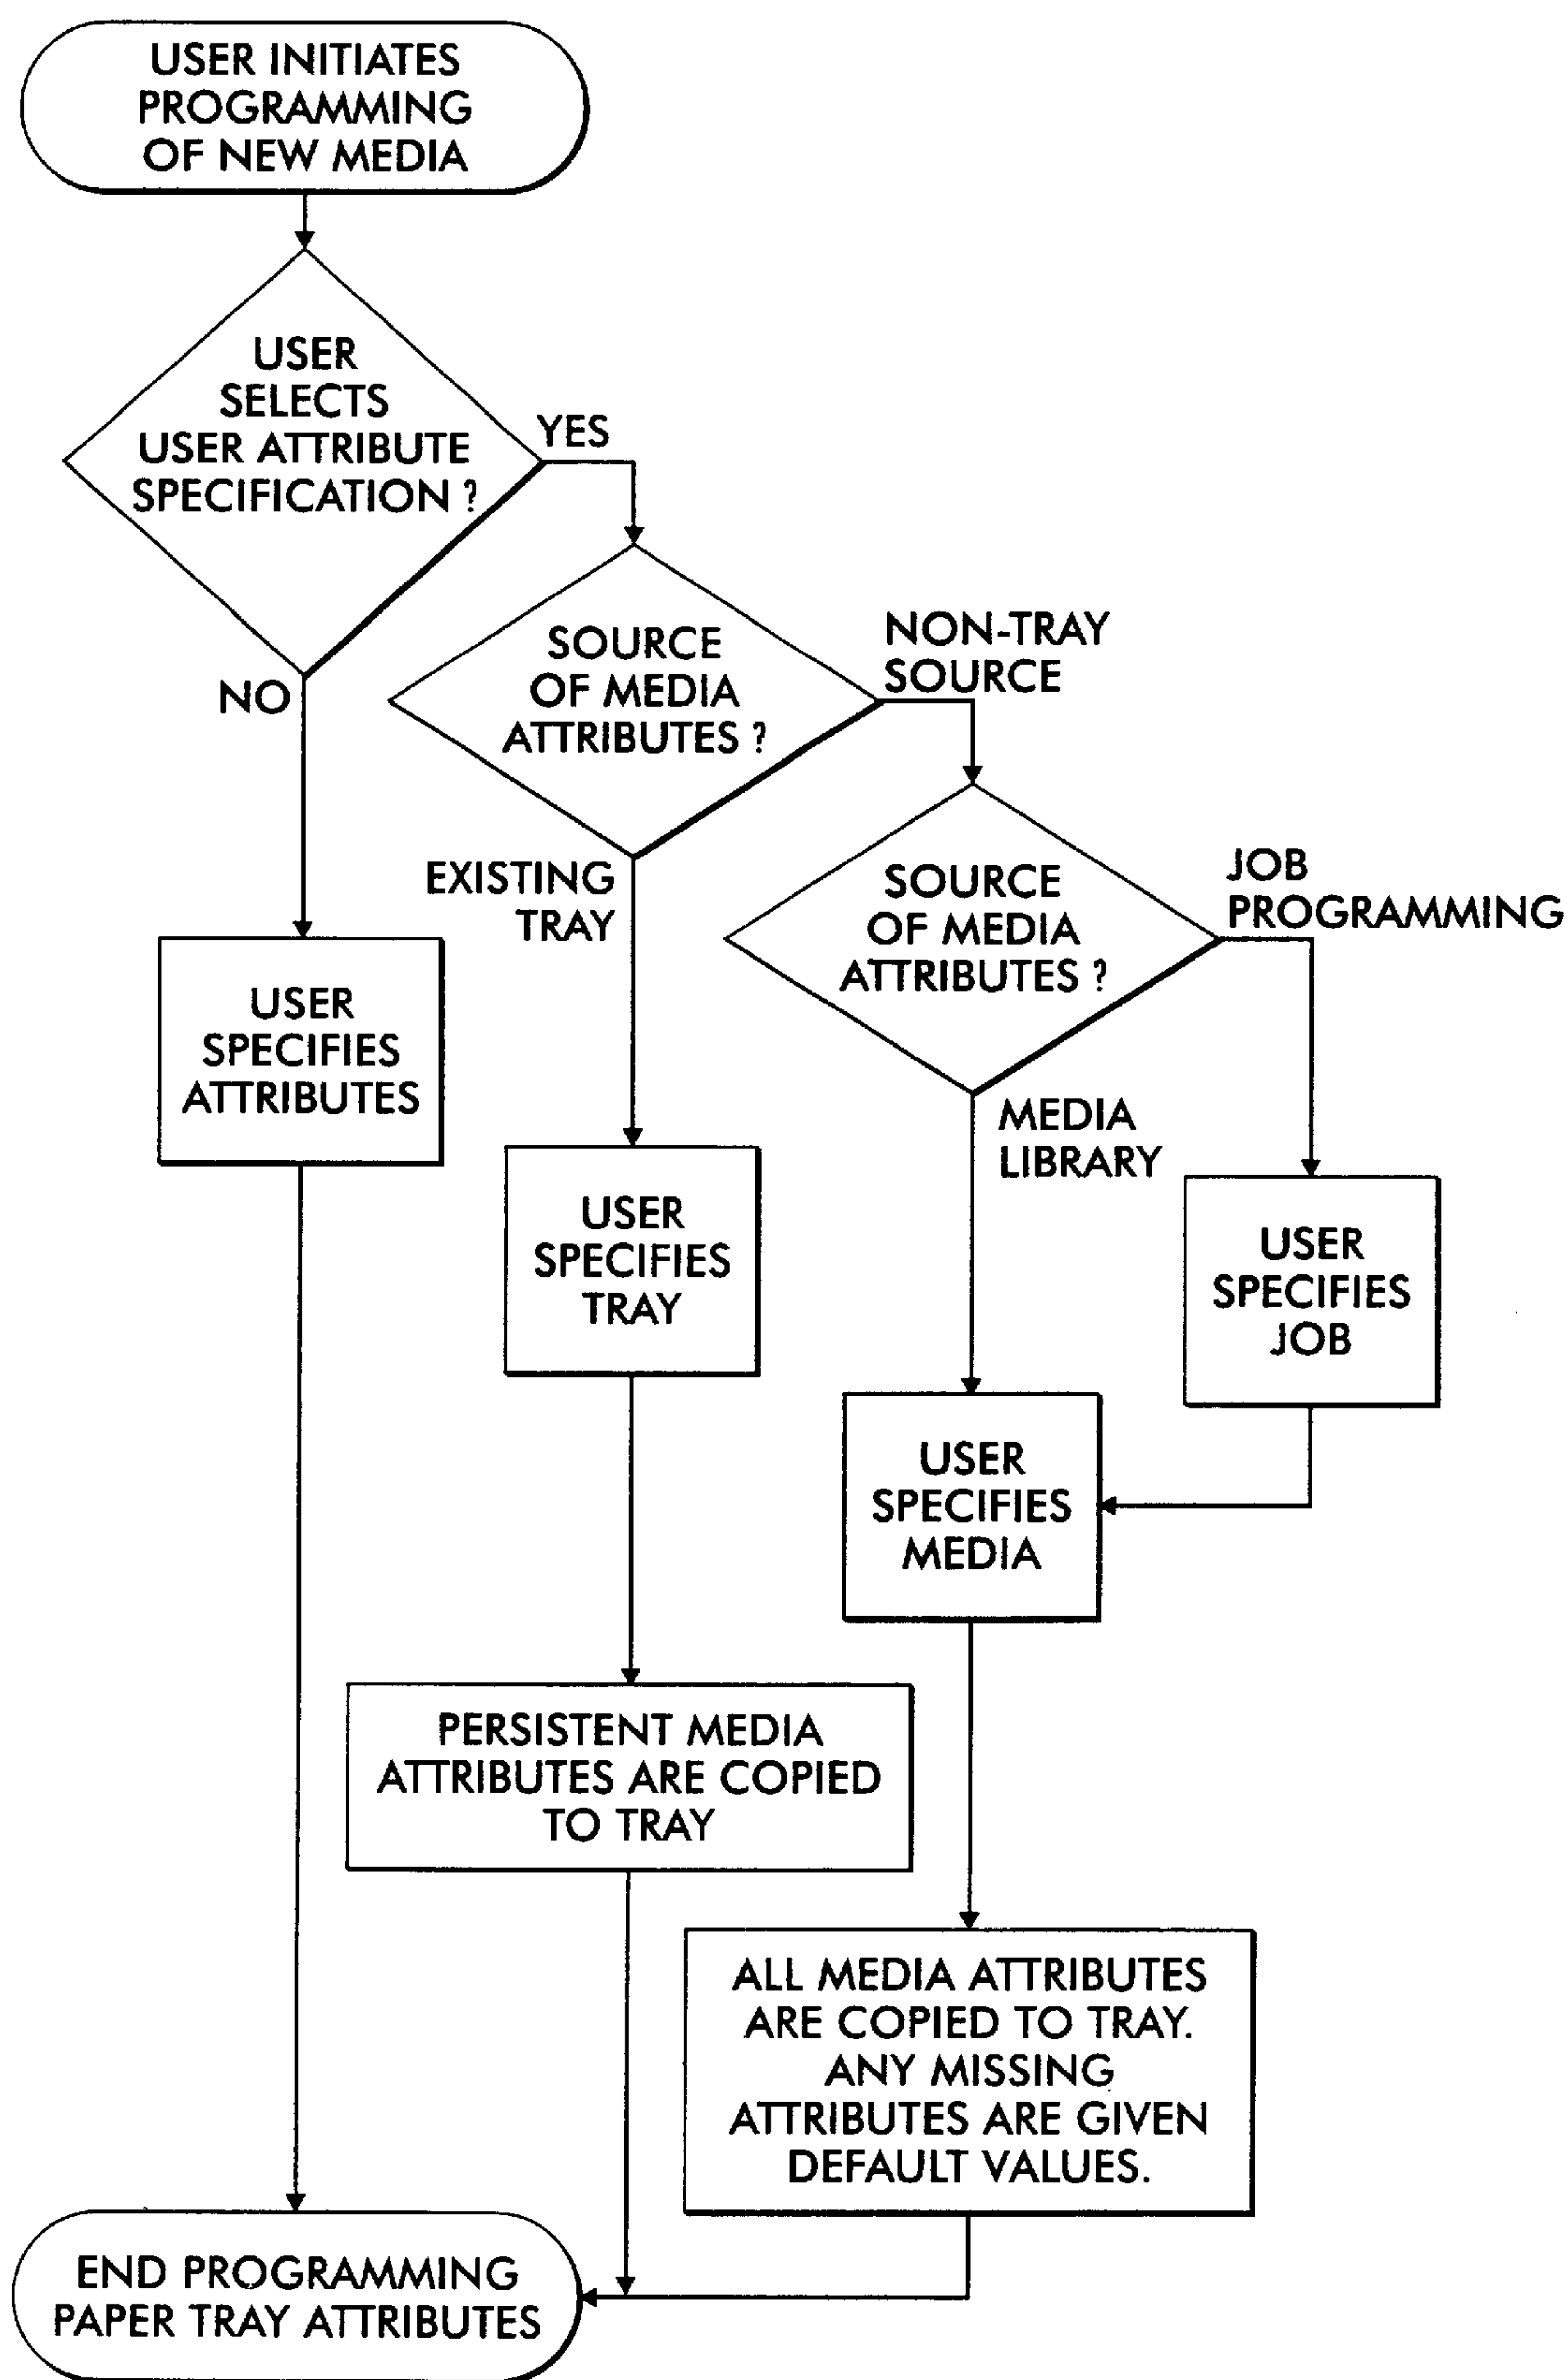 USER INITIATES
PROGRAMMING
OF NEW MEDIA
USER
SELECTS
USER ATTRIBUTE
SPECIFICATION ?
YES
NO
SOURCE
OF MEDIA
ATTRIBUTES ?
NON-TRAY
SOURCE
EXISTING
TRAY
SOURCE
OF MEDIA
ATTRIBUTES ?
JOB
PROGRAMMING
MEDIA
LIBRARY
USER
SPECIFIES
ATTRIBUTES
USER
SPECIFIES
TRAY
USER
SPECIFIES
JOB
USER
SPECIFIES
MEDIA
PERSISTENT MEDIA
ATTRIBUTES ARE COPIED
TO TRAY
ALL MEDIA ATTRIBUTES
ARE COPIED TO TRAY.
ANY MISSING
ATTRIBUTES ARE GIVEN
DEFAULT VALUES.
END PROGRAMMING
PAPER TRAY ATTRIBUTES